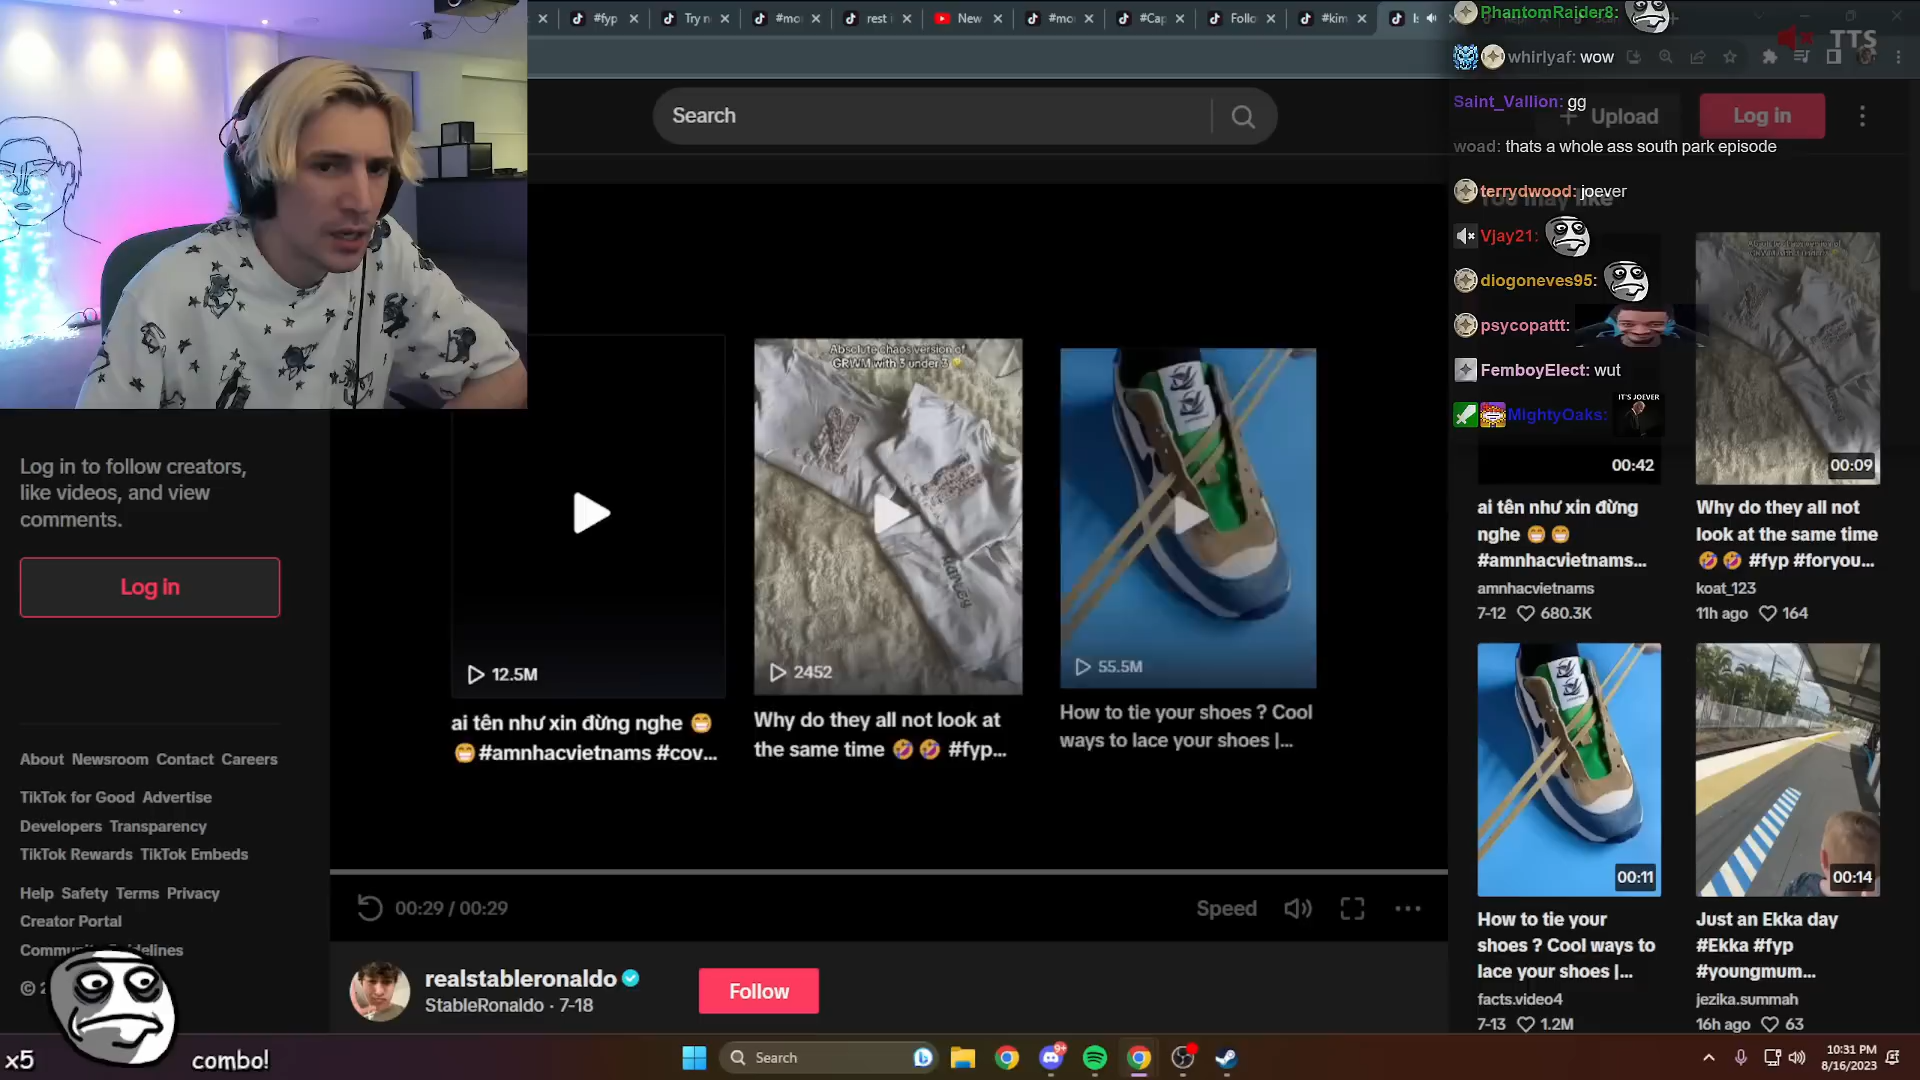 #fyp
Try n
#mo
rest i
New
#mo
#Cap
Follo
#kim
Search
Upload
Log in
TTS
PhantomRaider8:
whirlyaf: wow
Saint_Vallion: gg
woad: thats a whole ass south park episode
terrydwood: joever
You may like
Vjay21:
diogoneves95:
psycopattt:
FemboyElect: wut
MightyOaks:
IT'S JOEVER
Log in to follow creators,
like videos, and view
comments.
Log in
About Newsroom Contact Careers
TikTok for Good Advertise
Developers Transparency
TikTok Rewards TikTok Embeds
Help Safety Terms Privacy
Creator Portal
x5
combo!
12.5M
ai tên như xin đừng nghe 😁
😁 #amnhacvietnams #cov...
Absolute chaos version of
GRWM with 3 under 3
2452
Why do they all not look at
the same time 🤣 🤣 #fyp...
55.5M
How to tie your shoes ? Cool
ways to lace your shoes |...
00:29 / 00:29
Speed
realstableronaldo
StableRonaldo · 7-18
Follow
00:42
ai tên như xin đừng
nghe 😁 😁
#amnhacvietnams...
amnhacvietnams
7-12 680.3K
00:09
Why do they all not
look at the same time
🤣 🤣 #fyp #foryou...
koat_123
11h ago 164
00:11
How to tie your
shoes ? Cool ways to
lace your shoes |...
facts.video4
7-13 1.2M
00:14
Just an Ekka day
#Ekka #fyp
#youngmum...
jezika.summah
16h ago 63
Search
10:31 PM
8/16/2023